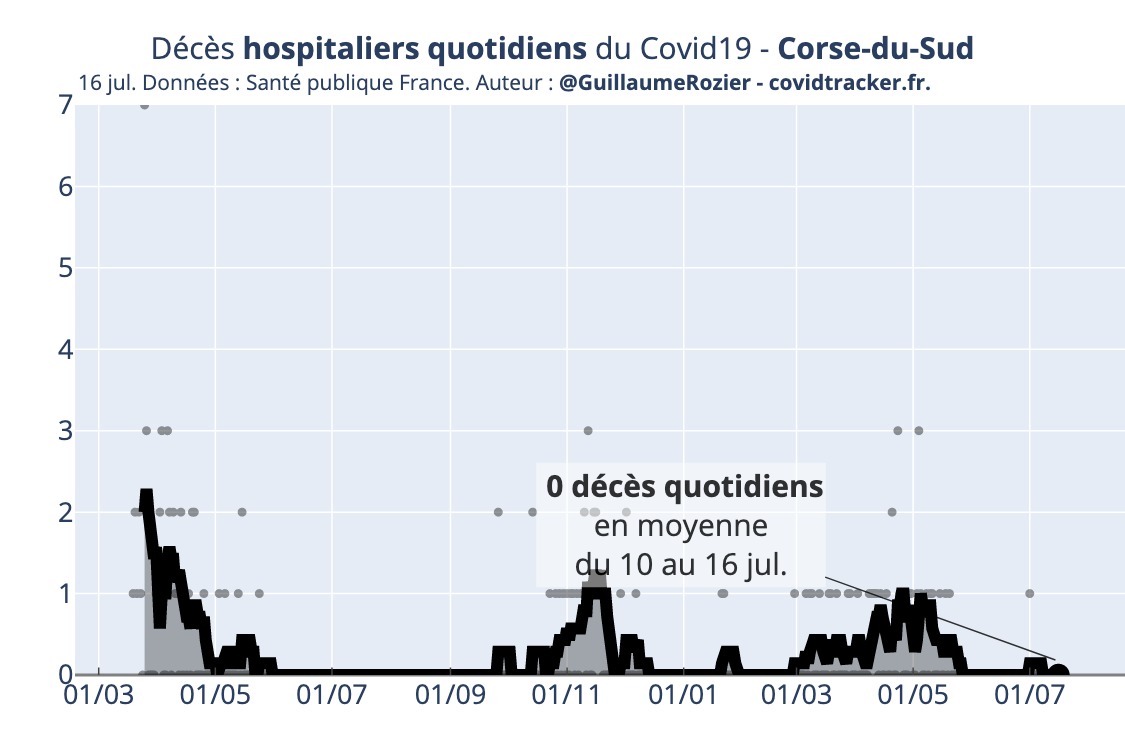 Décès hospitaliers quotidiens du Covid19 - Corse-du-Sud
16 jul. Données : Santé publique France. Auteur : @GuillaumeRozier - covidtracker.fr.
7
6
5
4
3
2
1
0
0 décès quotidiens
en moyenne
du 10 au 16 jul.
01/03 01/05 01/07 01/09 01/11 01/01 01/03 01/05 01/07